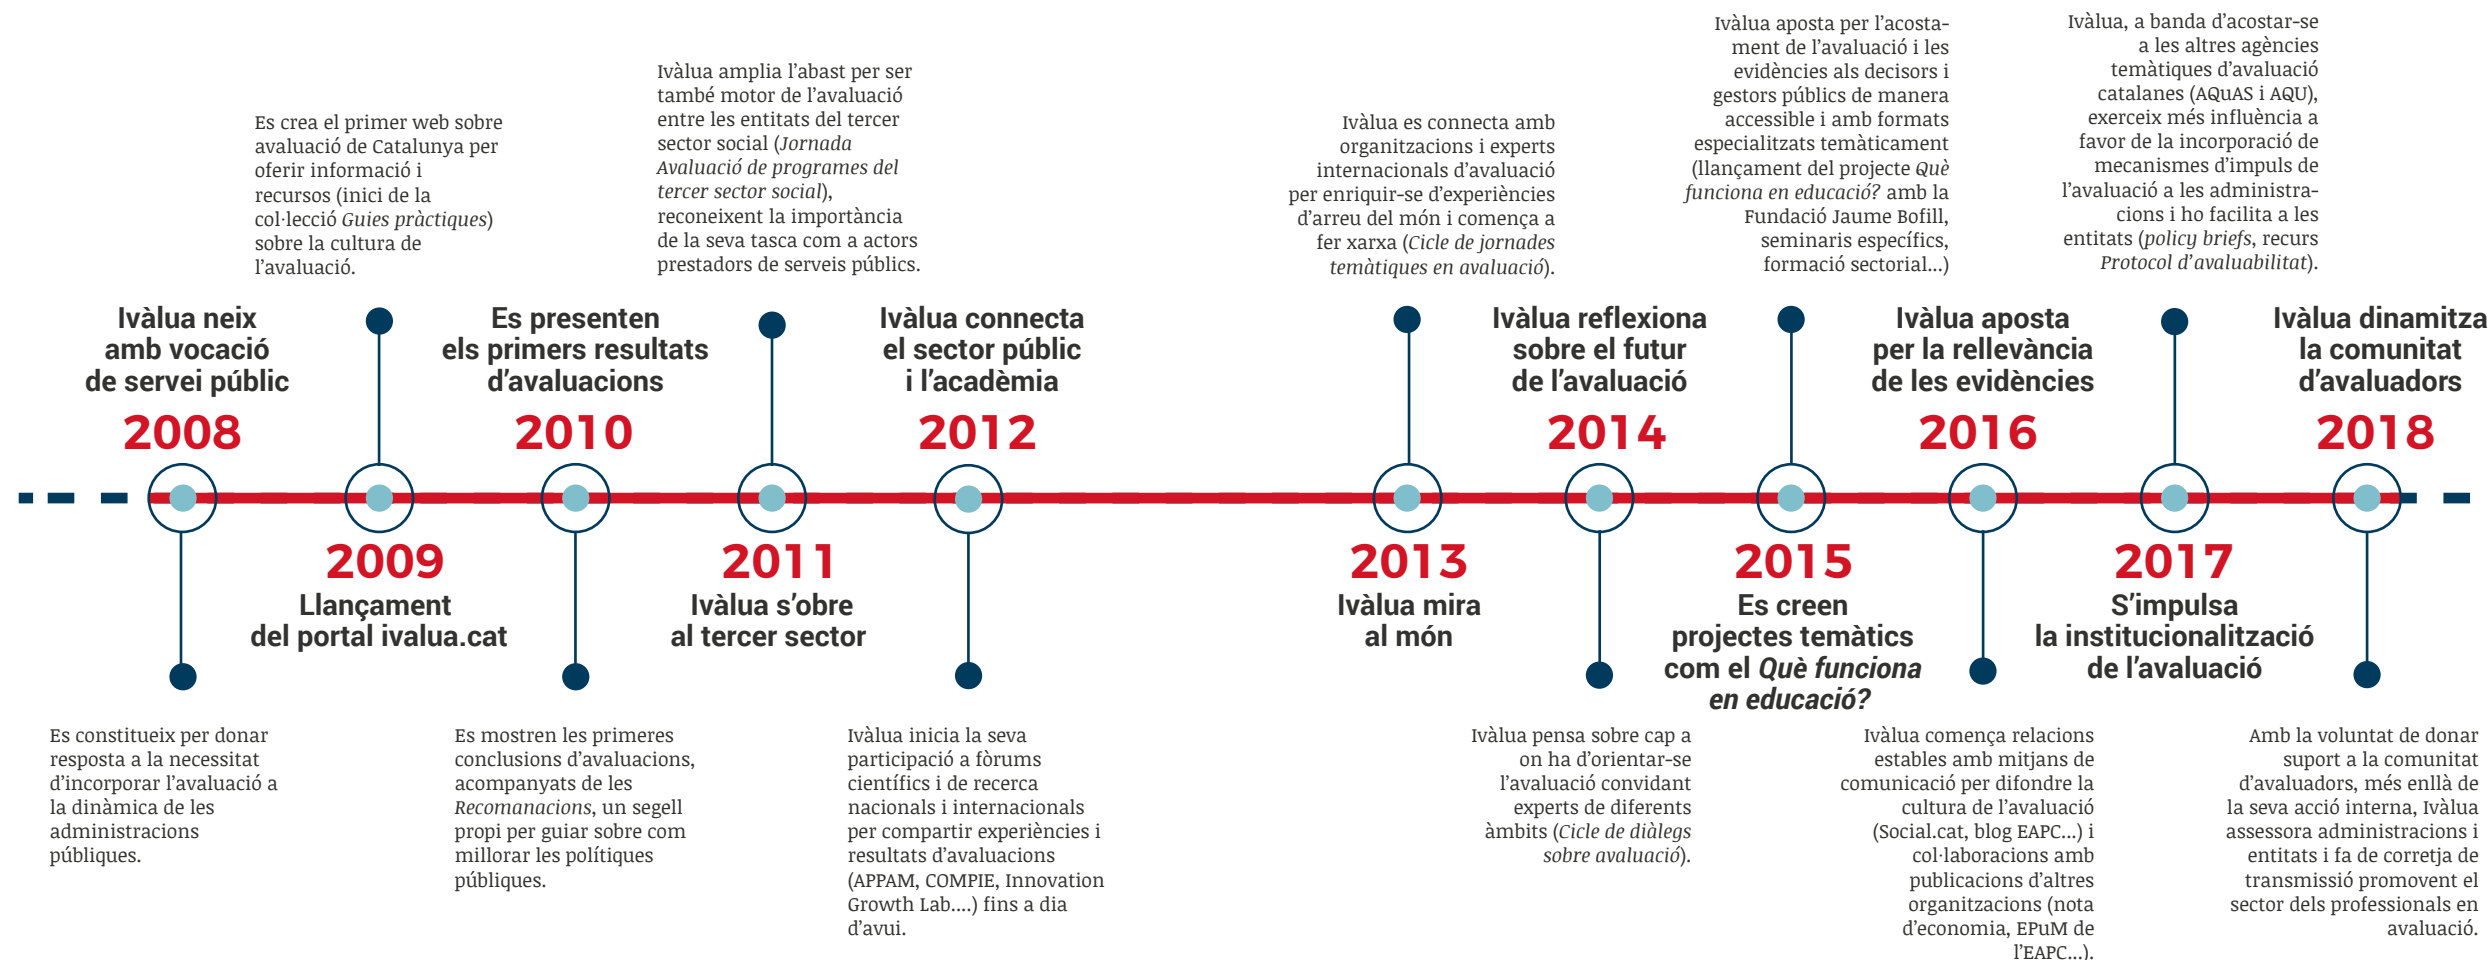 Ivàlua neix
amb vocació
de servei públic
2008
Es constitueix per donar
resposta a la necessitat
d'incorporar l'avaluació a
la dinàmica de les
administracions
públiques.
Es crea el primer web sobre
avaluació de Catalunya per
oferir informació i
recursos (inici de la
col·lecció Guies pràctiques)
sobre la cultura de
l'avaluació.
2009
Llançament
del portal ivalua.cat
Es presenten
els primers resultats
d'avaluacions
2010
Es mostren les primeres
conclusions d'avaluacions,
acompanyats de les
Recomanacions, un segell
propi per guiar sobre com
millorar les polítiques
públiques.
Ivàlua amplia l'abast per ser
també motor de l'avaluació
entre les entitats del tercer
sector social (Jornada
Avaluació de programes del
tercer sector social),
reconeixent la importància
de la seva tasca com a actors
prestadors de serveis públics.
2011
Ivàlua s'obre
al tercer sector
Ivàlua connecta
el sector públic
i l'acadèmia
2012
Ivàlua inicia la seva
participació a fòrums
científics i de recerca
nacionals i internacionals
per compartir experiències i
resultats d'avaluacions
(APPAM, COMPIE, Innovation
Growth Lab....) fins a dia
d'avui.
Ivàlua es connecta amb
organitzacions i experts
internacionals d'avaluació
per enriquir-se d'experiències
d'arreu del món i comença a
fer xarxa (Cicle de jornades
temàtiques en avaluació).
2013
Ivàlua mira
al món
Ivàlua reflexiona
sobre el futur
de l'avaluació
2014
Ivàlua pensa sobre cap a
on ha d'orientar-se
l'avaluació convidant
experts de diferents
àmbits (Cicle de diàlegs
sobre avaluació).
Ivàlua aposta per l'acosta-
ment de l'avaluació i les
evidències als decisors i
gestors públics de manera
accessible i amb formats
especialitzats temàticament
(llançament del projecte Què
funciona en educació? amb la
Fundació Jaume Bofill,
seminaris específics,
formació sectorial...)
2015
Es creen
projectes temàtics
com el Què funciona
en educació?
Ivàlua aposta
per la rellevància
de les evidències
2016
Ivàlua comença relacions
estables amb mitjans de
comunicació per difondre la
cultura de l'avaluació
(Social.cat, blog EAPC...) i
col·laboracions amb
publicacions d'altres
organitzacions (nota
d'economia, EPuM de
l'EAPC...).
Ivàlua, a banda d'acostar-se
a les altres agències
temàtiques d'avaluació
catalanes (AQuAS i AQU),
exerceix més influència a
favor de la incorporació de
mecanismes d'impuls de
l'avaluació a les administra-
cions i ho facilita a les
entitats (policy briefs, recurs
Protocol d'avaluabilitat).
2017
S'impulsa
la institucionalització
de l'avaluació
Ivàlua dinamitza
la comunitat
d'avaluadors
2018
Amb la voluntat de donar
suport a la comunitat
d'avaluadors, més enllà de
la seva acció interna, Ivàlua
assessora administracions i
entitats i fa de corretja de
transmissió promovent el
sector dels professionals en
avaluació.